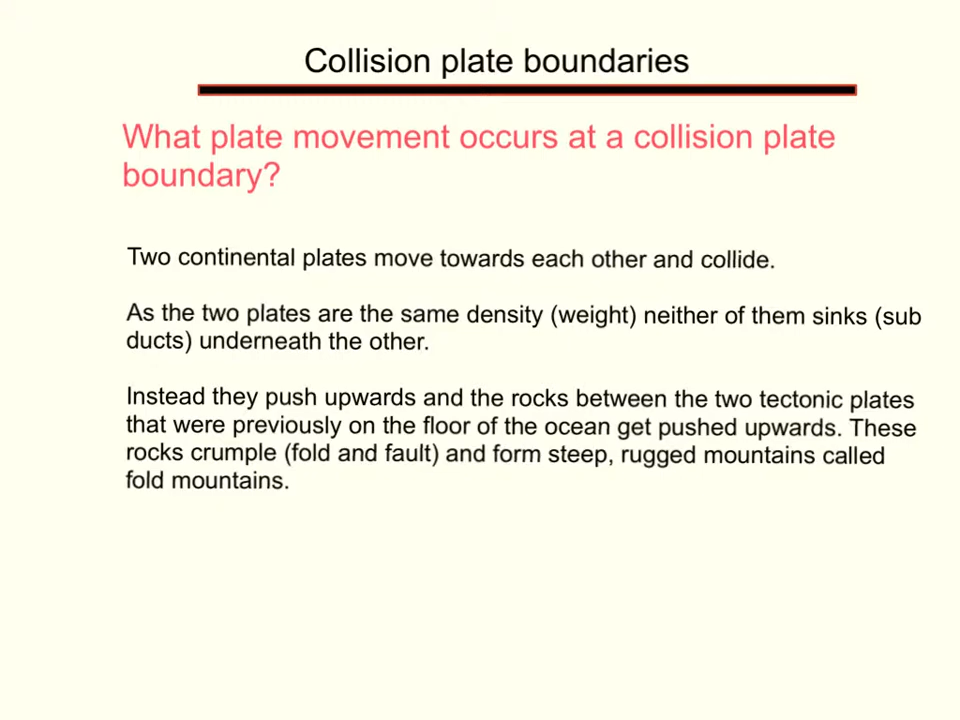 Collision plate boundaries
What plate movement occurs at a collision plate
boundary?
Two continental plates move towards each other and collide.
As the two plates are the same density (weight) neither of them sinks (sub
ducts) underneath the other.
Instead they push upwards and the rocks between the two tectonic plates
that were previously on the floor of the ocean get pushed upwards. These
rocks crumple (fold and fault) and form steep, rugged mountains called
fold mountains.